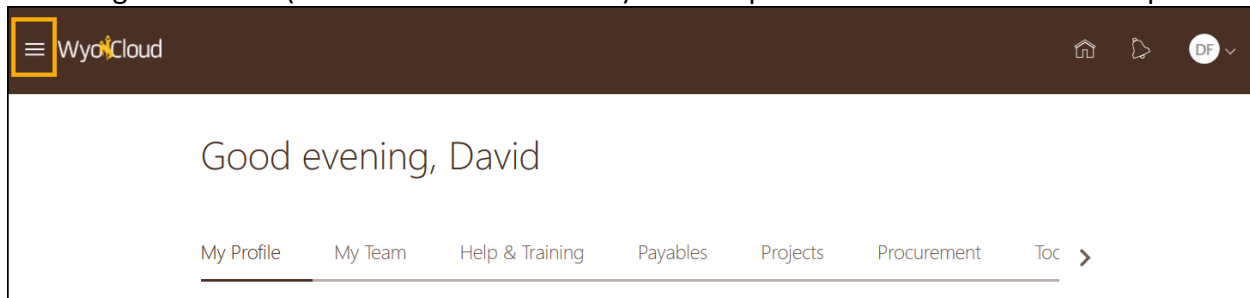 WyoCloud
DF
Good evening, David
My Profile My Team Help & Training Payables Projects Procurement